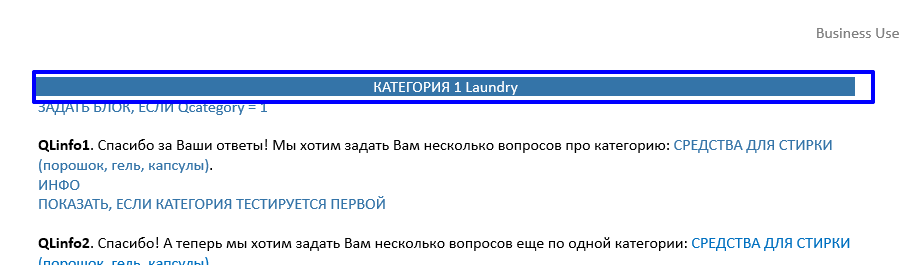 Business Use
КАТЕГОРИЯ 1 Laundry
ЗАДАТЬ БЛОК, ЕСЛИ Qcategory = 1
QLinfo1. Спасибо за Ваши ответы! Мы хотим задать Вам несколько вопросов про категорию: СРЕДСТВА ДЛЯ СТИРКИ
(порошок, гель, капсулы).
ИНФО
ПОКАЗАТЬ, ЕСЛИ КАТЕГОРИЯ ТЕСТИРУЕТСЯ ПЕРВОЙ
QLinfo2. Спасибо! А теперь мы хотим задать Вам несколько вопросов еще по одной категории: СРЕДСТВА ДЛЯ СТИРКИ
(порошок, гель, капсулы)